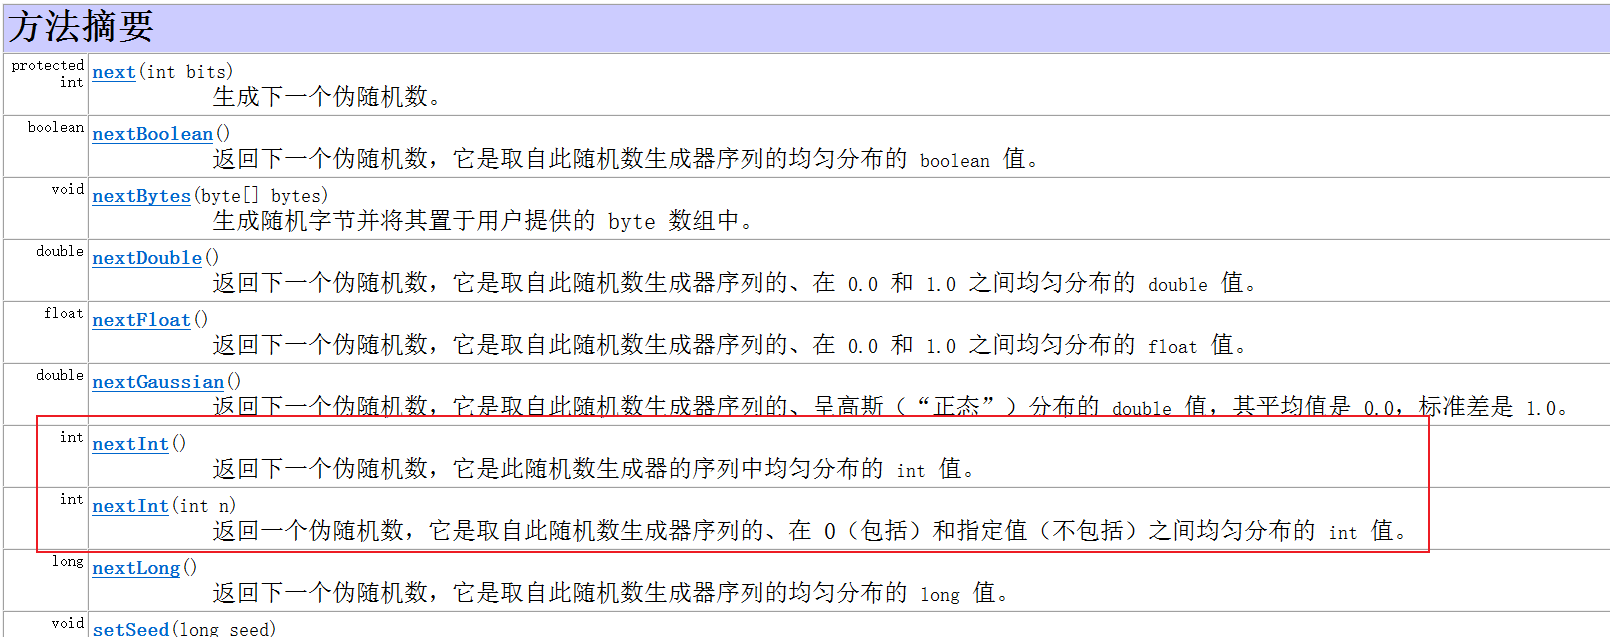 方法摘要
protected int
next(int bits)
生成下一个伪随机数。
boolean
nextBoolean()
返回下一个伪随机数，它是取自此随机数生成器序列的均匀分布的 boolean 值。
void
nextBytes(byte[] bytes)
生成随机字节并将其置于用户提供的 byte 数组中。
double
nextDouble()
返回下一个伪随机数，它是取自此随机数生成器序列的、在 0.0 和 1.0 之间均匀分布的 double 值。
float
nextFloat()
返回下一个伪随机数，它是取自此随机数生成器序列的、在 0.0 和 1.0 之间均匀分布的 float 值。
double
nextGaussian()
返回下一个伪随机数，它是取自此随机数生成器序列的、呈高斯（“正态”）分布的 double 值，其平均值是 0.0，标准差是 1.0。
int
nextInt()
返回下一个伪随机数，它是此随机数生成器的序列中均匀分布的 int 值。
int
nextInt(int n)
返回一个伪随机数，它是取自此随机数生成器序列的、在 0（包括）和指定值（不包括）之间均匀分布的 int 值。
long
nextLong()
返回下一个伪随机数，它是取自此随机数生成器序列的均匀分布的 long 值。
void
setSeed(long seed)